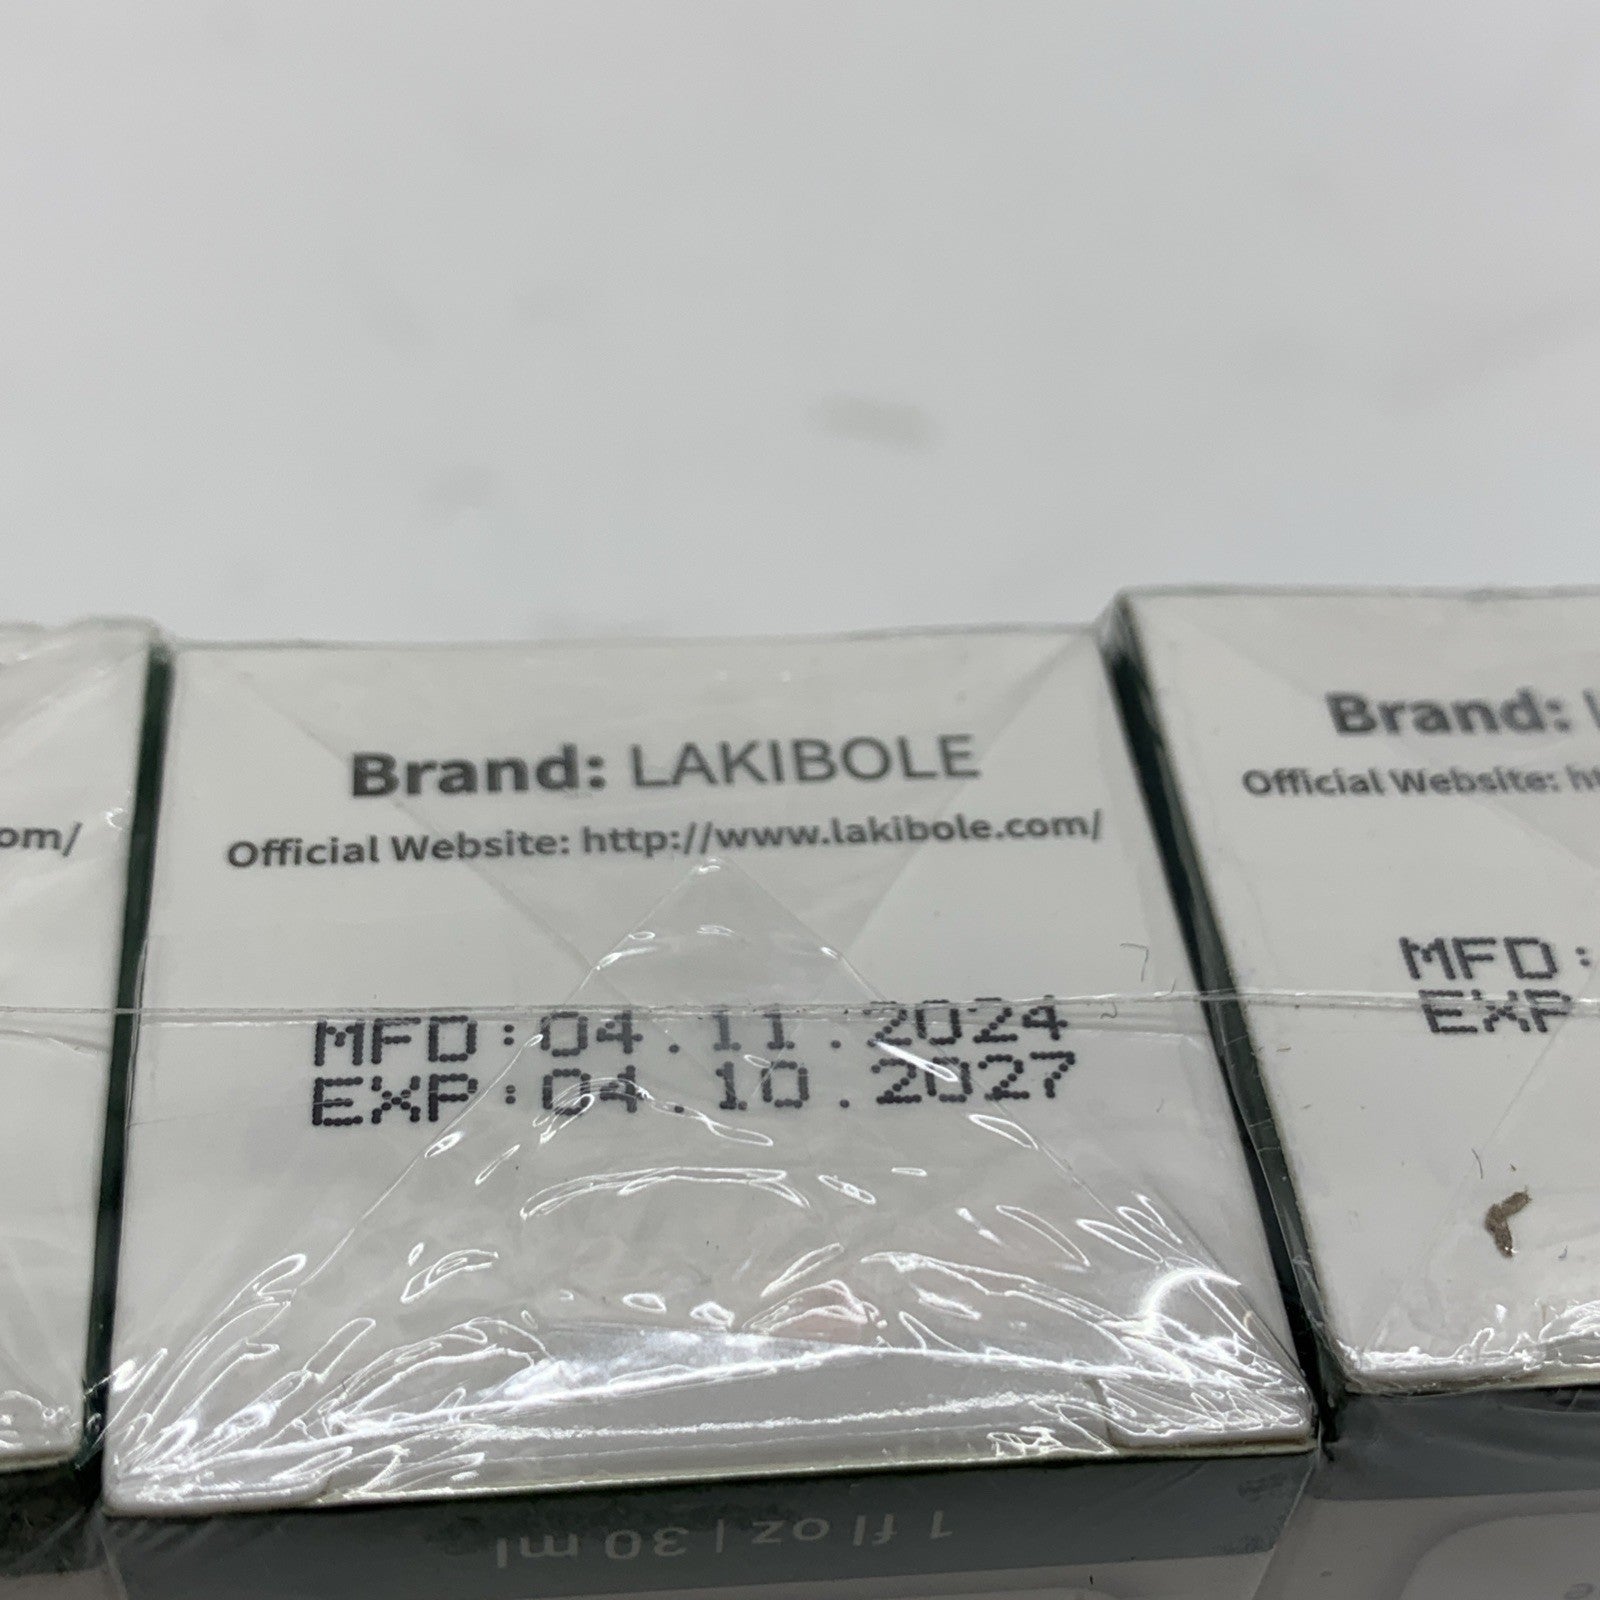 om/
Brand: LAKIBOLE
Official Website: http://www.lakibole.com/
MFD:04.11.2024
EXP:04.10.2027
1 fl oz | 30 ml
Brand:
Official Website: ht
MFD:
EXP